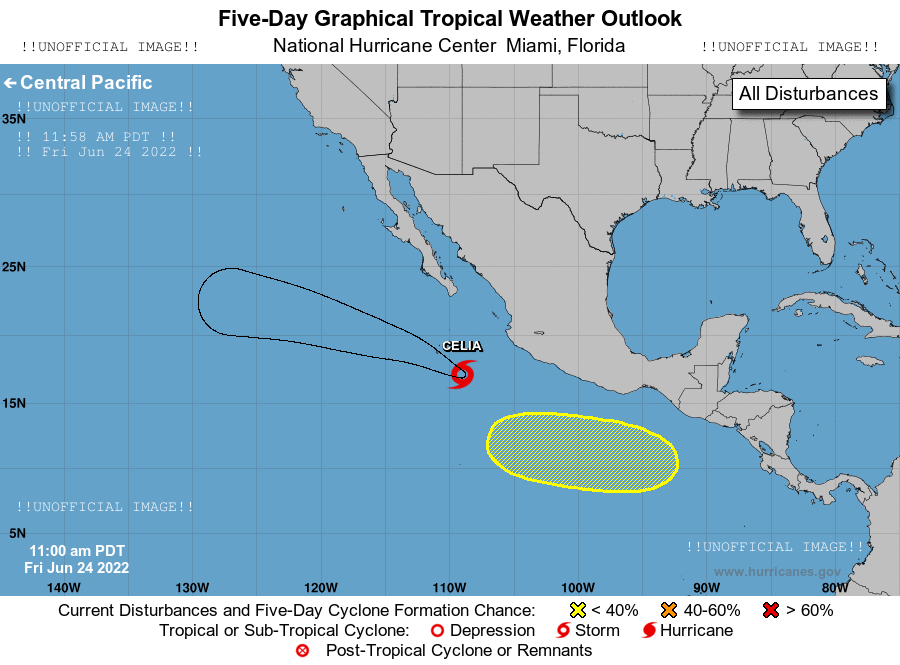 Five-Day Graphical Tropical Weather Outlook
!!UNOFFICIAL IMAGE!! National Hurricane Center  Miami, Florida !!UNOFFICIAL IMAGE!!
← Central Pacific
All Disturbances
!!UNOFFICIAL IMAGE!!
35N
!! 11:58 AM PDT !!
!! Fri Jun 24 2022 !!
25N
CELIA
15N
!!UNOFFICIAL IMAGE!!
5N
11:00 am PDT
Fri Jun 24 2022
!!UNOFFICIAL IMAGE!!
www.hurricanes.gov
140W 130W 120W 110W 100W 90W 80W
Current Disturbances and Five-Day Cyclone Formation Chance: < 40% 40-60% > 60%
Tropical or Sub-Tropical Cyclone: Depression Storm Hurricane
Post-Tropical Cyclone or Remnants